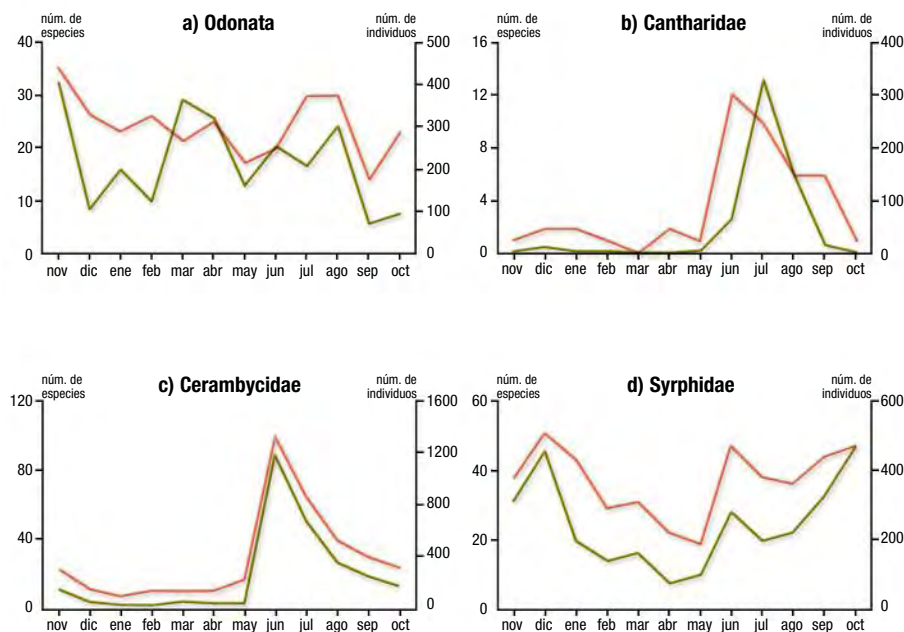 a) Odonata
núm. de
especies
núm. de
individuos
40
30
20
10
0
500
400
300
200
100
0
nov dic ene feb mar abr may jun jul ago sep oct
b) Cantharidae
núm. de
especies
núm. de
individuos
16
12
8
4
0
400
300
200
100
0
nov dic ene feb mar abr may jun jul ago sep oct
c) Cerambycidae
núm. de
especies
núm. de
individuos
120
80
40
0
1600
1200
800
400
0
nov dic ene feb mar abr may jun jul ago sep oct
d) Syrphidae
núm. de
especies
núm. de
individuos
60
40
20
0
600
400
200
0
nov dic ene feb mar abr may jun jul ago sep oct